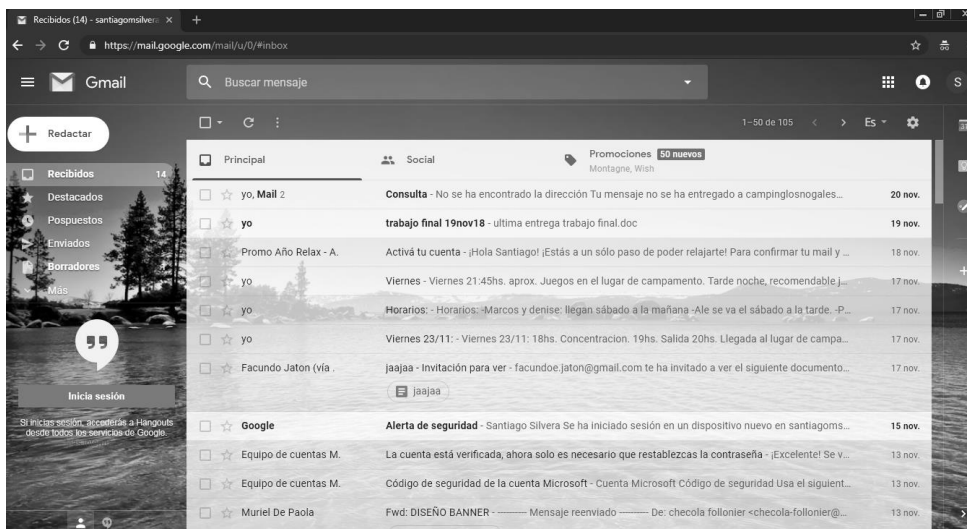 Recibidos (14) - santiagomsilvera
https://mail.google.com/mail/u/0/#inbox
Gmail
Buscar mensaje
S
Redactar
1–50 de 105
Es
Principal
Social
Promociones 50 nuevos
Montagne, Wish
Recibidos 14
Destacados
Pospuestos
Enviados
Borradores
Más
yo, Mail 2 Consulta - No se ha encontrado la dirección Tu mensaje no se ha entregado a campinglosnogales... 20 nov.
yo trabajo final 19nov18 - ultima entrega trabajo final.doc 19 nov.
Promo Año Relax - A. Activá tu cuenta - ¡Hola Santiago! ¡Estás a un sólo paso de poder relajarte! Para confirmar tu mail y ... 18 nov.
yo Viernes - Viernes 21:45hs. aprox. Juegos en el lugar de campamento. Tarde noche, recomendable j... 17 nov.
yo Horarios: - Horarios: -Marcos y denise: llegan sábado a la mañana -Ale se va el sábado a la tarde. -P... 17 nov.
yo Viernes 23/11: - Viernes 23/11: 18hs. Concentracion. 19hs. Salida 20hs. Llegada al lugar de campa... 17 nov.
Facundo Jaton (vía . jaajaa - Invitación para ver - facundoe.jaton@gmail.com te ha invitado a ver el siguiente documento... 17 nov.
jaajaa
Google Alerta de seguridad - Santiago Silvera Se ha iniciado sesión en un dispositivo nuevo en santiagoms... 15 nov.
Equipo de cuentas M. La cuenta está verificada, ahora solo es necesario que restablezcas la contraseña - ¡Excelente! Se v... 13 nov.
Equipo de cuentas M. Código de seguridad de la cuenta Microsoft - Cuenta Microsoft Código de seguridad Usa el siguient... 13 nov.
Muriel De Paola Fwd: DISEÑO BANNER - ---------- Mensaje reenviado ---------- De: checola follonier <checola-follonier@... 13 nov.
Inicia sesión
Si inicias sesión, accederás a Hangouts
desde todos los servicios de Google.